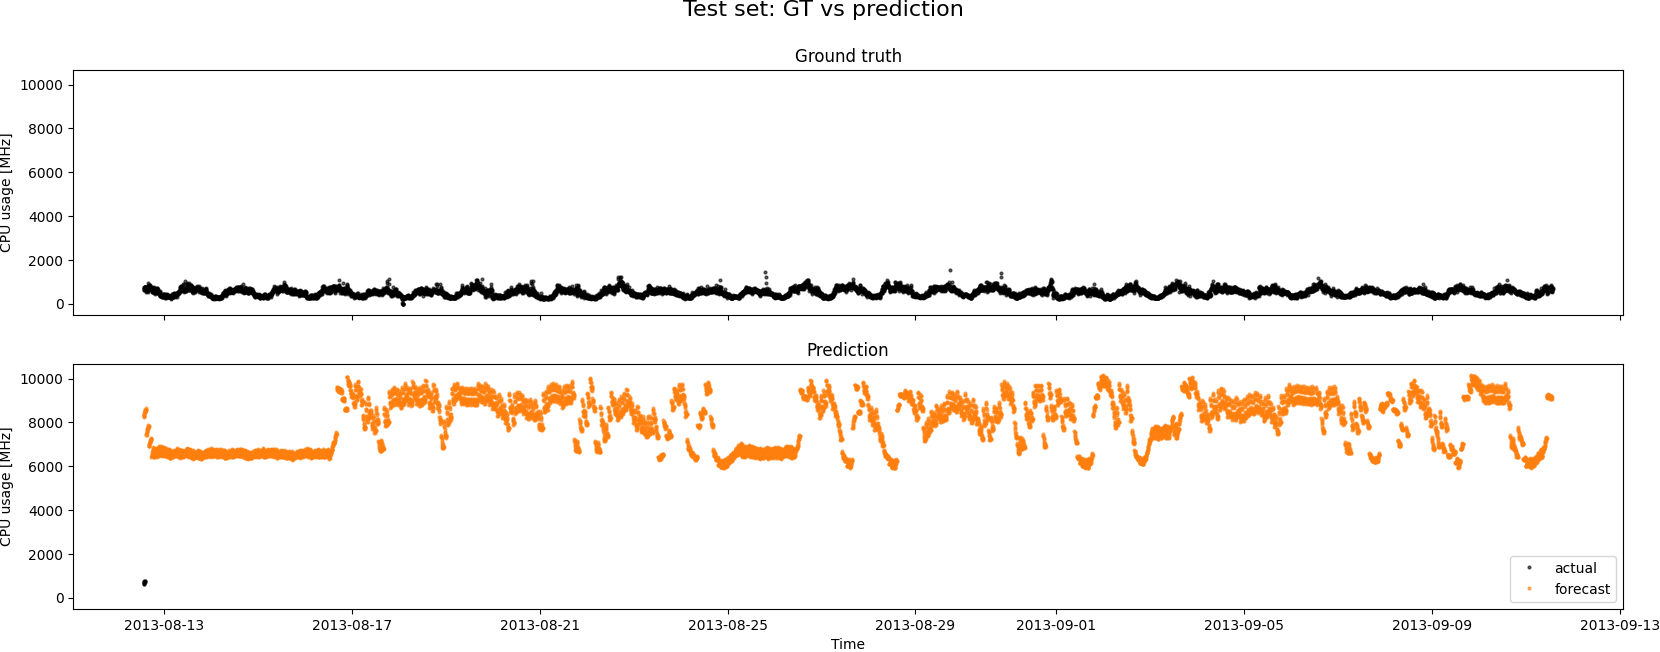 Test set: GT vs prediction
Ground truth
10000
8000
6000
4000
2000
0
CPU usage [MHz]
Prediction
10000
8000
6000
4000
2000
0
CPU usage [MHz]
actual
forecast
2013-08-13 2013-08-17 2013-08-21 2013-08-25 2013-08-29 2013-09-01 2013-09-05 2013-09-09 2013-09-13
Time